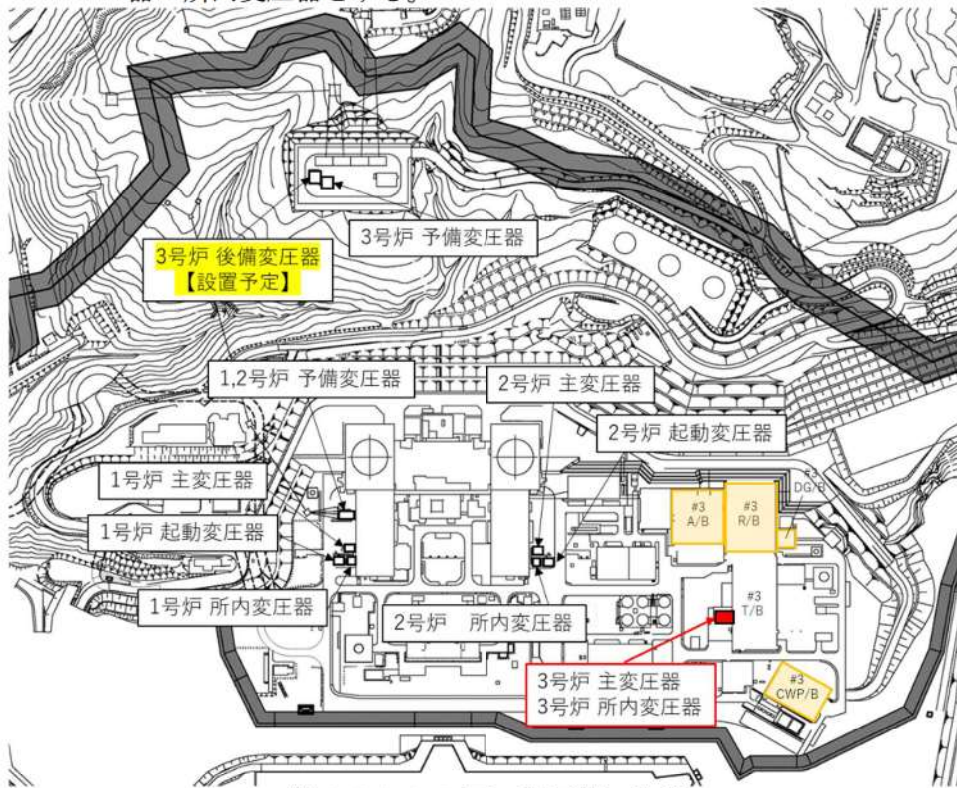 3号炉 予備変圧器
3号炉 後備変圧器
【設置予定】
1,2号炉 予備変圧器
2号炉 主変圧器
2号炉 起動変圧器
1号炉 主変圧器
#3
DG/B
#3
A/B
#3
R/B
1号炉 起動変圧器
1号炉 所内変圧器
2号炉 所内変圧器
#3
T/B
3号炉 主変圧器
3号炉 所内変圧器
#3
CWP/B